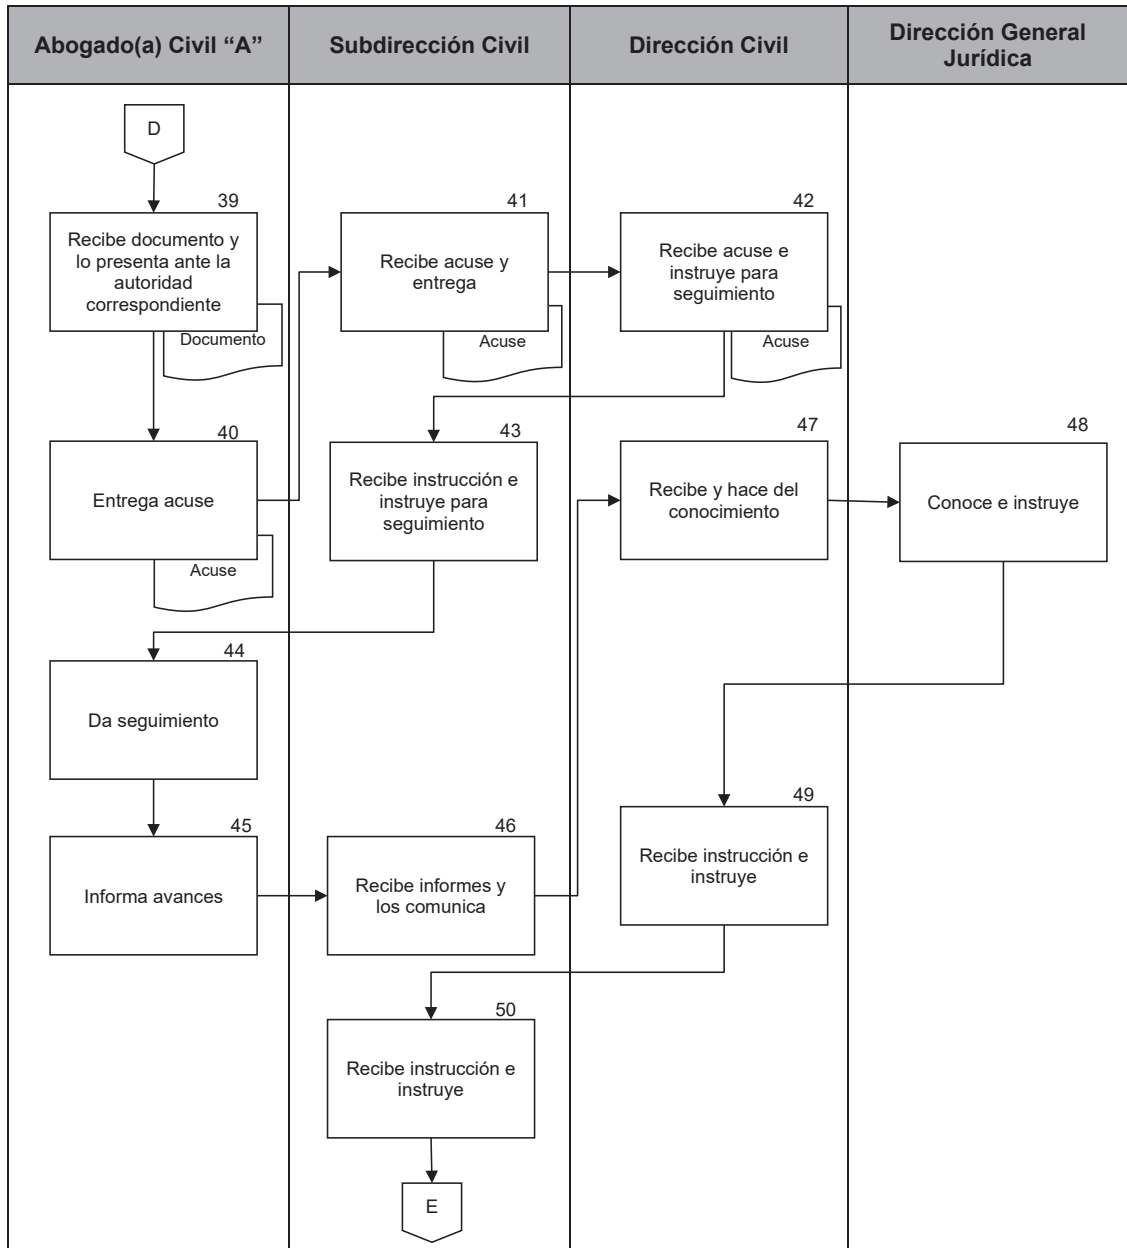 Abogado(a) Civil “A”
Subdirección Civil
Dirección Civil
Dirección General
Jurídica
D
39
Recibe documento y
lo presenta ante la
autoridad
correspondiente
Documento
40
Entrega acuse
Acuse
41
Recibe acuse y
entrega
Acuse
42
Recibe acuse e
instruye para
seguimiento
Acuse
43
Recibe instrucción e
instruye para
seguimiento
44
Da seguimiento
45
Informa avances
46
Recibe informes y
los comunica
47
Recibe y hace del
conocimiento
48
Conoce e instruye
49
Recibe instrucción e
instruye
50
Recibe instrucción e
instruye
E